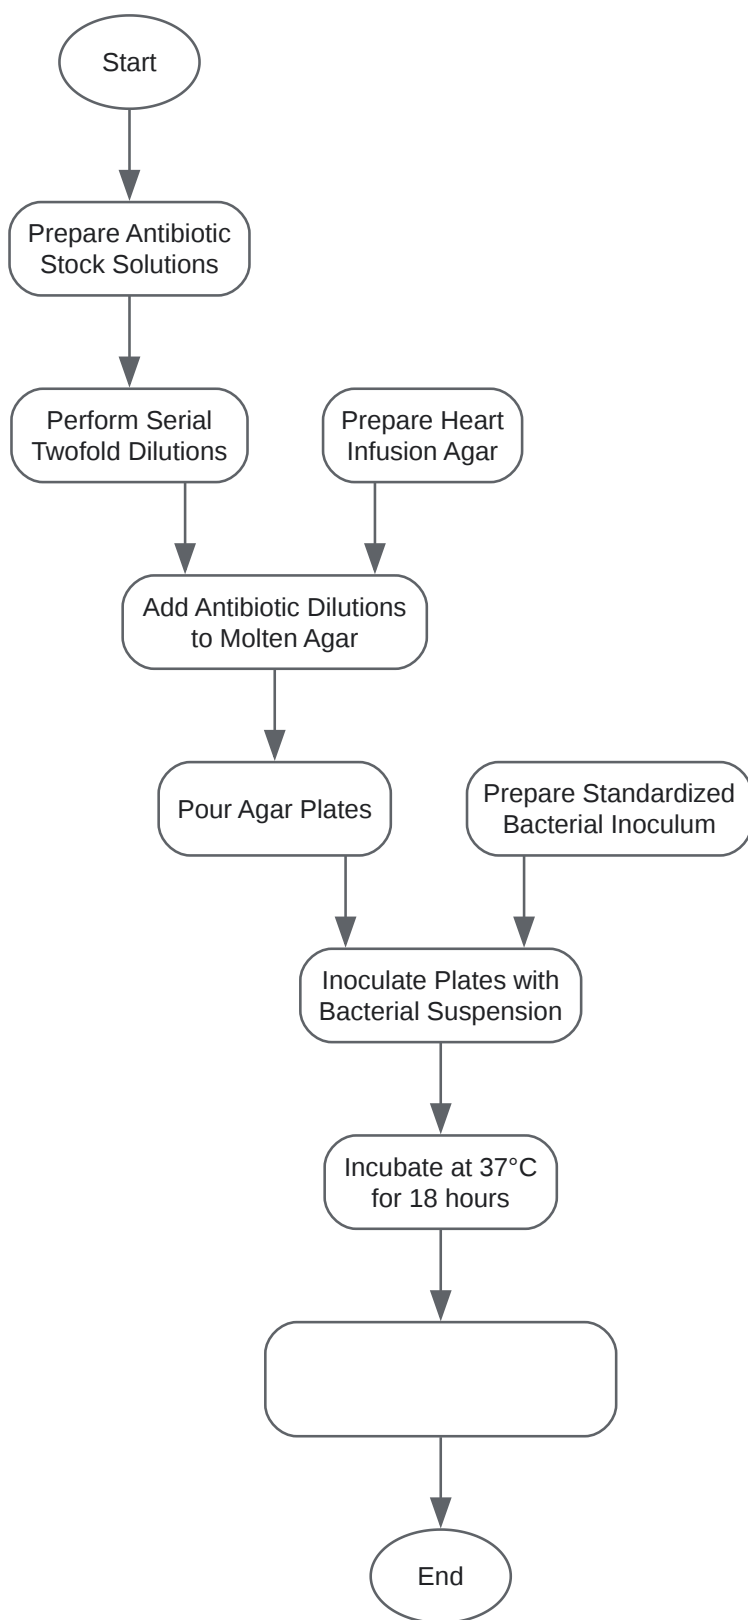 Start
Prepare Antibiotic
Stock Solutions
Perform Serial
Twofold Dilutions
Prepare Heart
Infusion Agar
Add Antibiotic Dilutions
to Molten Agar
Pour Agar Plates
Prepare Standardized
Bacterial Inoculum
Inoculate Plates with
Bacterial Suspension
Incubate at 37°C
for 18 hours
End